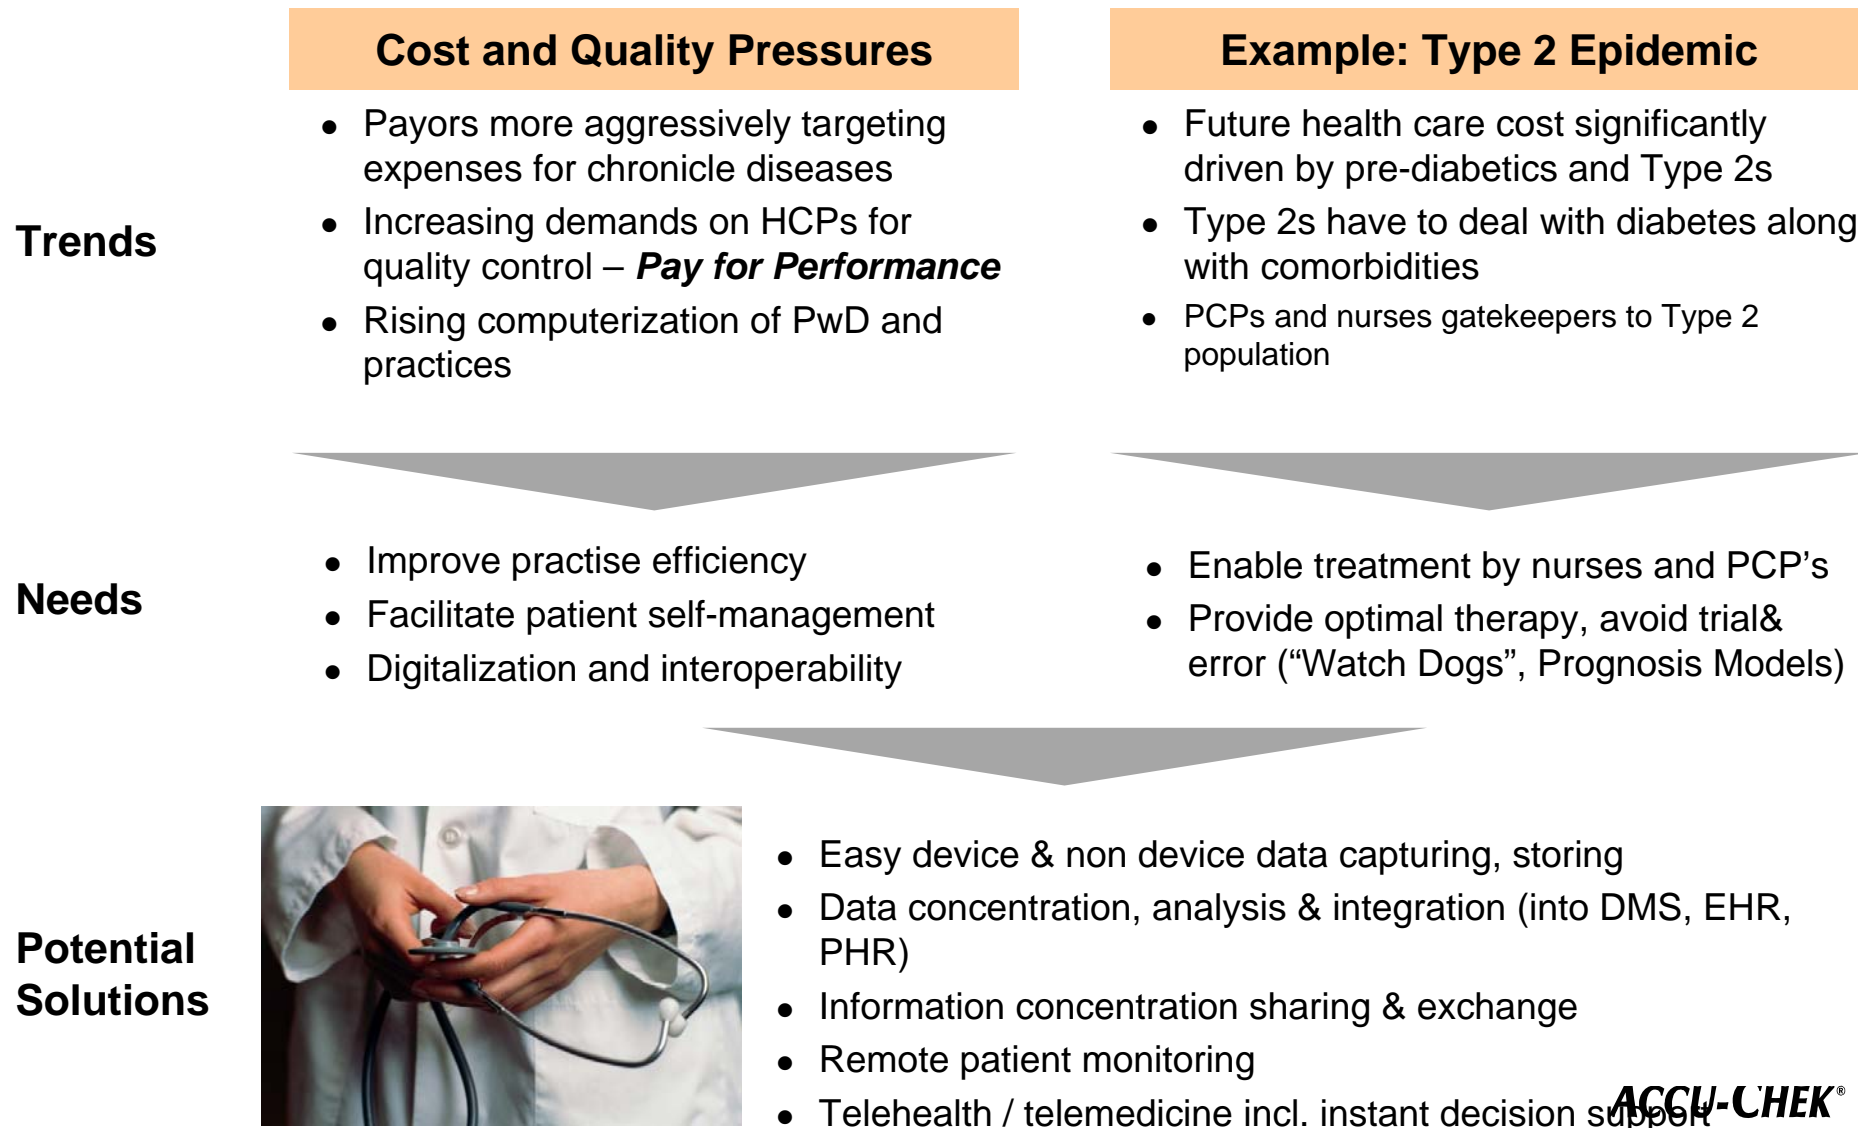 Cost and Quality Pressures
Example: Type 2 Epidemic
Trends
● Payors more aggressively targeting
expenses for chronicle diseases
● Increasing demands on HCPs for
quality control – Pay for Performance
● Rising computerization of PwD and
practices
● Future health care cost significantly
driven by pre-diabetics and Type 2s
● Type 2s have to deal with diabetes along
with comorbidities
● PCPs and nurses gatekeepers to Type 2
population
Needs
● Improve practise efficiency
● Facilitate patient self-management
● Digitalization and interoperability
● Enable treatment by nurses and PCP's
● Provide optimal therapy, avoid trial&
error (“Watch Dogs”, Prognosis Models)
Potential
Solutions
● Easy device & non device data capturing, storing
● Data concentration, analysis & integration (into DMS, EHR,
PHR)
● Information concentration sharing & exchange
● Remote patient monitoring
● Telehealth / telemedicine incl. instant decision support
ACCU-CHEK®